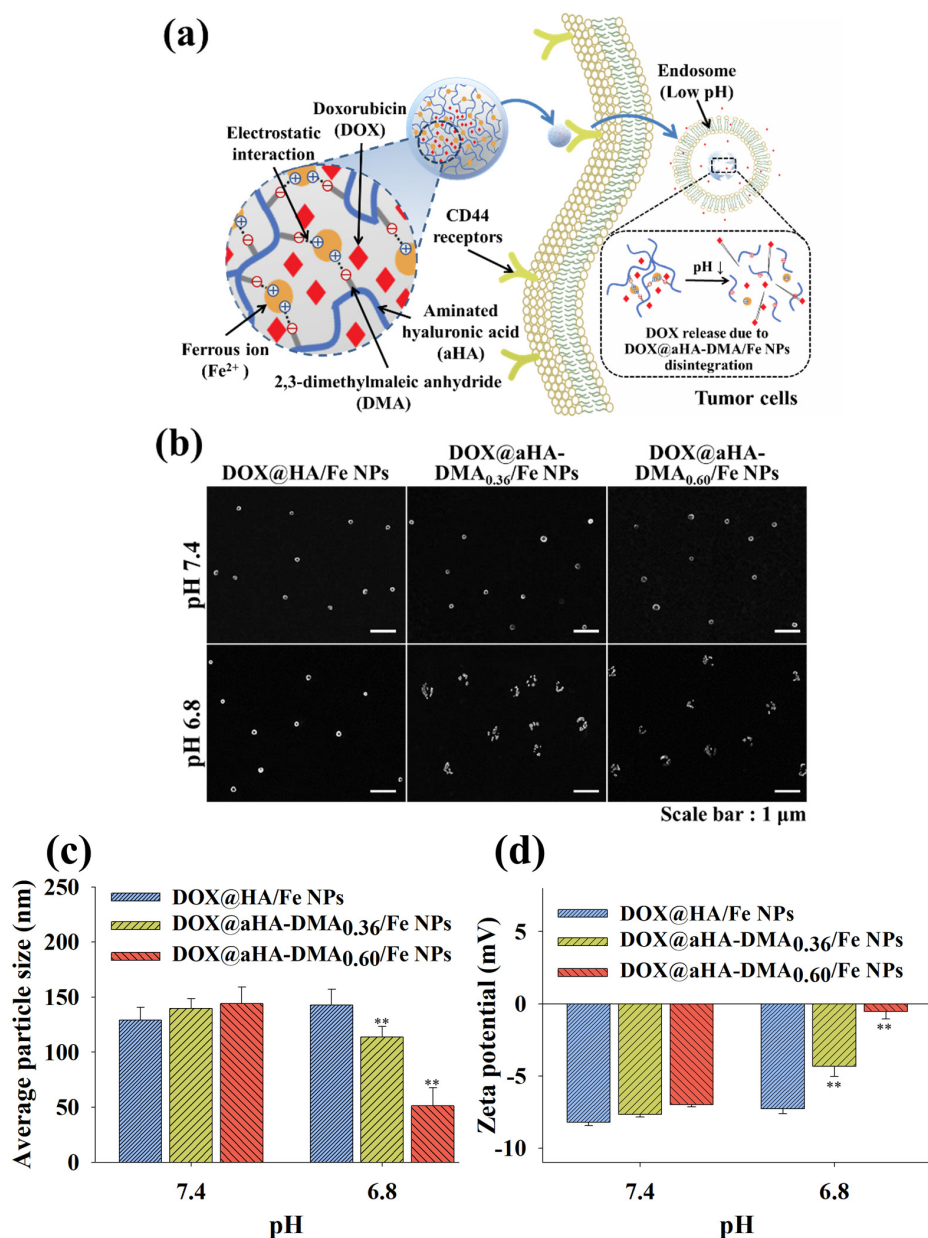 (a)
Doxorubicin
(DOX)
Electrostatic
interaction
Endosome
(Low pH)
CD44
receptors
pH ↓
Aminated
hyaluronic acid
(aHA)
Ferrous ion
(Fe²⁺ )
2,3-dimethylmaleic anhydride
(DMA)
DOX release due to
DOX@aHA-DMA/Fe NPs
disintegration
Tumor cells
(b)
DOX@HA/Fe NPs
DOX@aHA-
DMA₀.₃₆/Fe NPs
DOX@aHA-
DMA₀.₆₀/Fe NPs
pH 7.4
pH 6.8
Scale bar : 1 μm
(c)
Average particle size (nm)
250
200
150
100
50
0
DOX@HA/Fe NPs
DOX@aHA-DMA0.36/Fe NPs
DOX@aHA-DMA0.60/Fe NPs
**
**
7.4
6.8
pH
(d)
Zeta potential (mV)
5
0
-5
-10
DOX@HA/Fe NPs
DOX@aHA-DMA0.36/Fe NPs
DOX@aHA-DMA0.60/Fe NPs
**
**
7.4
6.8
pH